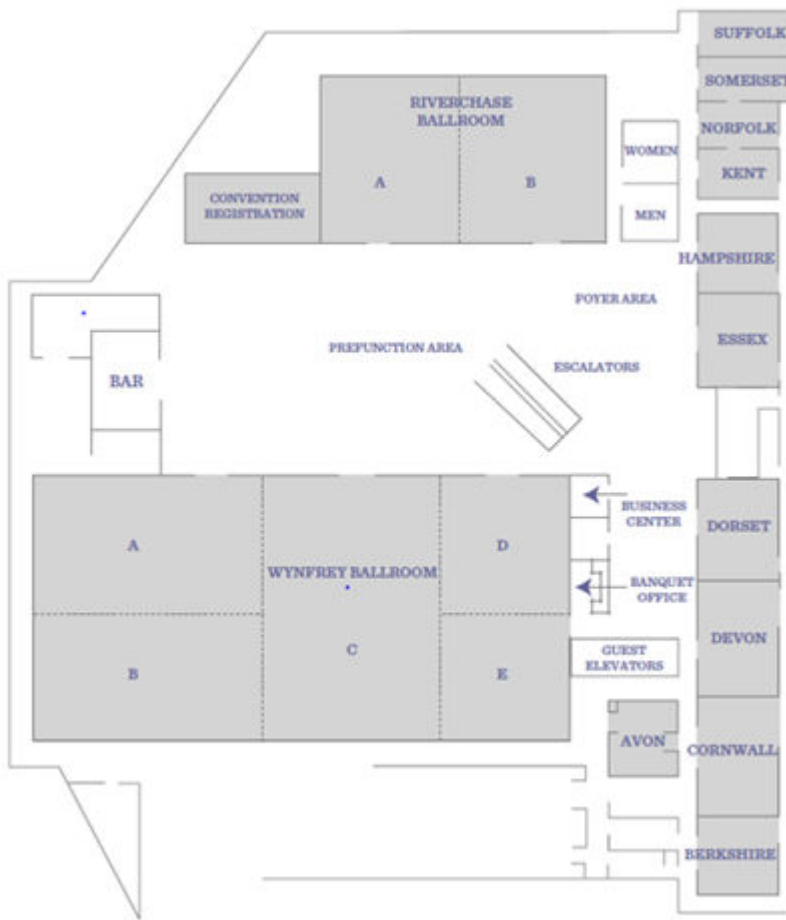 SUFFOLK
SOMERSET
RIVERCHASE
BALLROOM
NORFOLK
WOMEN
KENT
A
B
CONVENTION
REGISTRATION
MEN
HAMPSHIRE
FOYER AREA
ESSEX
PREFUNCTION AREA
ESCALATORS
BAR
BUSINESS
CENTER
DORSET
A
D
WYNFREY BALLROOM
BANQUET
OFFICE
DEVON
C
GUEST
ELEVATORS
B
E
AVON
CORNWALL
BERKSHIRE